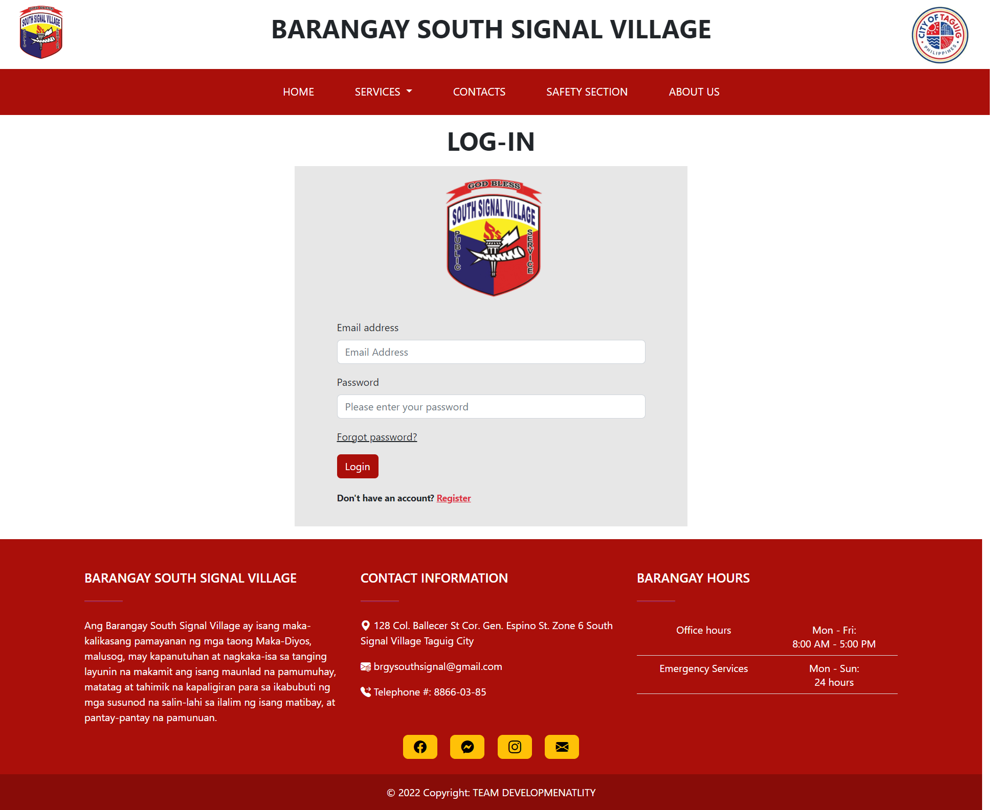 GOD BLESS
SOUTH SIGNAL VILLAGE
BARANGAY SOUTH SIGNAL VILLAGE
CITY OF TAGUIG
PHILIPPINES
HOME
SERVICES
CONTACTS
SAFETY SECTION
ABOUT US
LOG-IN
GOD BLESS
SOUTH SIGNAL VILLAGE
PUBLIC
SERVICE
Email address
Email Address
Password
Please enter your password
Forgot password?
Login
Don't have an account? Register
BARANGAY SOUTH SIGNAL VILLAGE
Ang Barangay South Signal Village ay isang maka-
kalikasang pamayanan ng mga taong Maka-Diyos,
malusog, may kapanutuhan at nagkaka-isa sa tanging
layunin na makamit ang isang maunlad na pamumuhay,
matatag at tahimik na kapaligiran para sa ikabubuti ng
mga susunod na salin-lahi sa ilalim ng isang matibay, at
pantay-pantay na pamunuan.
CONTACT INFORMATION
128 Col. Ballecer St Cor. Gen. Espino St. Zone 6 South
Signal Village Taguig City
brgysouthsignal@gmail.com
Telephone #: 8866-03-85
BARANGAY HOURS
Office hours
Mon - Fri:
8:00 AM - 5:00 PM
Emergency Services
Mon - Sun:
24 hours
© 2022 Copyright: TEAM DEVELOPMENATLITY